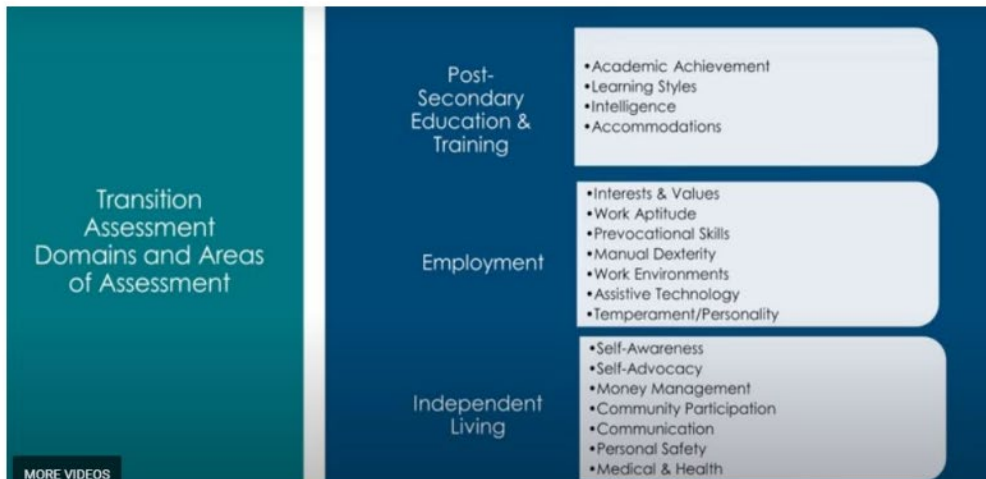 Transition
Assessment
Domains and Areas
of Assessment
Post-
Secondary
Education &
Training
•Academic Achievement
•Learning Styles
•Intelligence
•Accommodations
Employment
•Interests & Values
•Work Aptitude
•Prevocational Skills
•Manual Dexterity
•Work Environments
•Assistive Technology
•Temperament/Personality
Independent
Living
•Self-Awareness
•Self-Advocacy
•Money Management
•Community Participation
•Communication
•Personal Safety
•Medical & Health
MORE VIDEOS